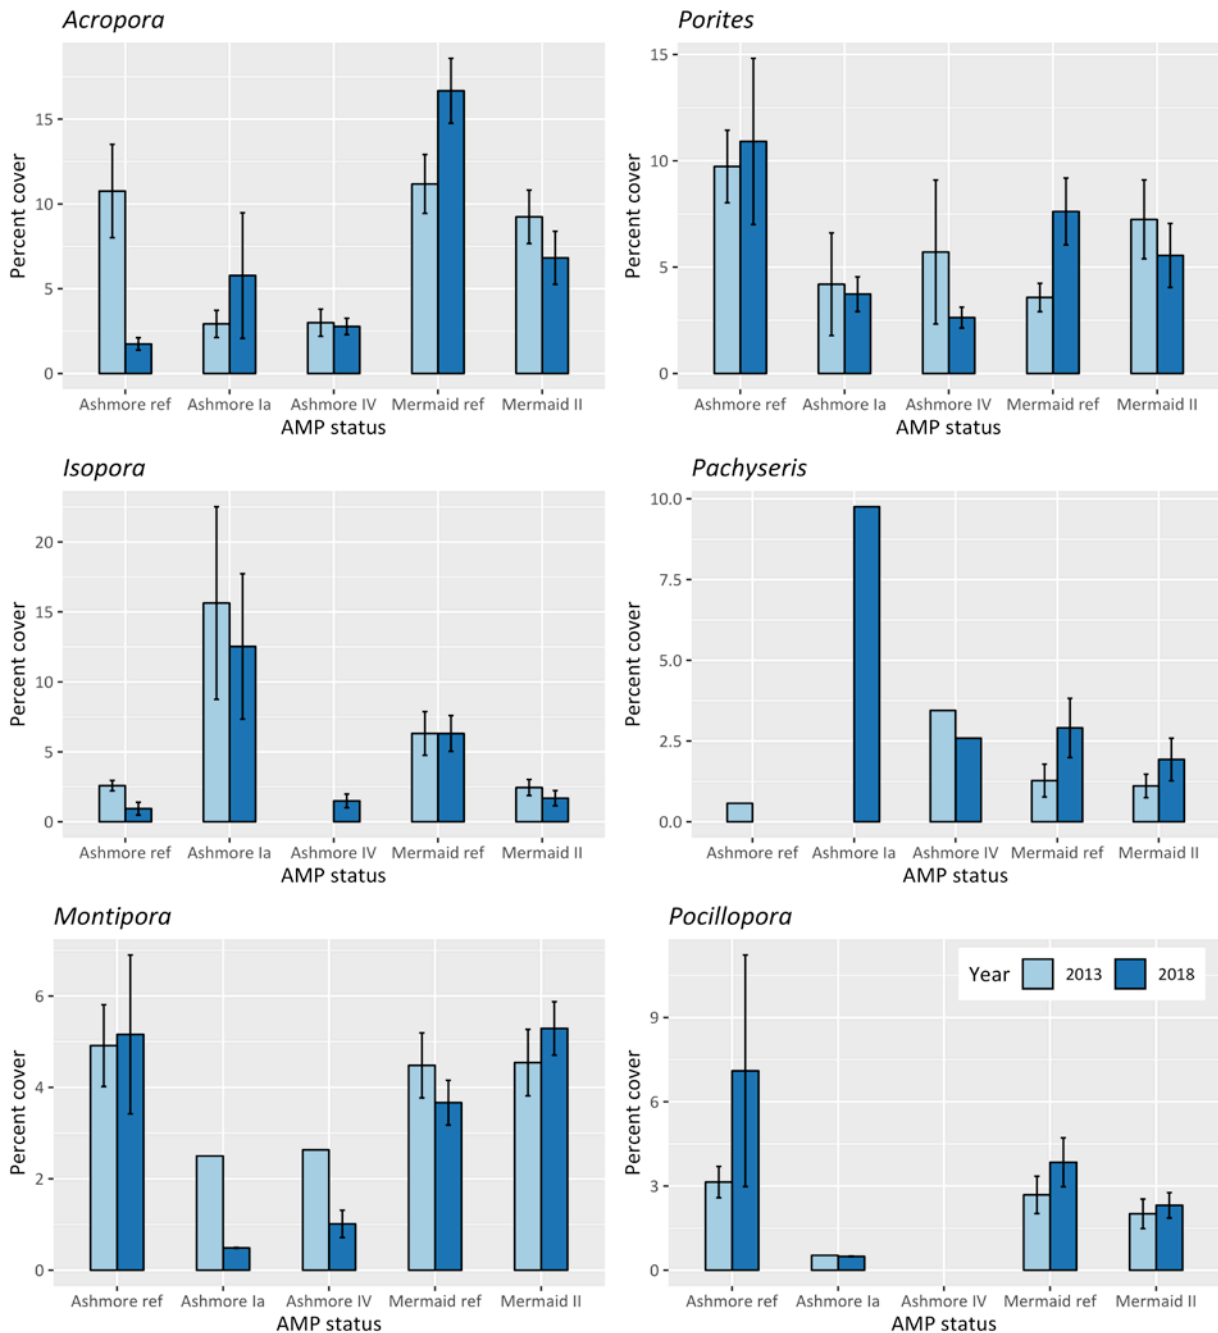 Acropora
Percent cover
15
10
5
0
Ashmore ref Ashmore Ia Ashmore IV Mermaid ref Mermaid II
AMP status
Porites
Percent cover
15
10
5
0
Ashmore ref Ashmore Ia Ashmore IV Mermaid ref Mermaid II
AMP status
Isopora
Percent cover
20
15
10
5
0
Ashmore ref Ashmore Ia Ashmore IV Mermaid ref Mermaid II
AMP status
Pachyseris
Percent cover
10.0
7.5
5.0
2.5
0.0
Ashmore ref Ashmore Ia Ashmore IV Mermaid ref Mermaid II
AMP status
Montipora
Percent cover
6
4
2
0
Ashmore ref Ashmore Ia Ashmore IV Mermaid ref Mermaid II
AMP status
Pocillopora
Year 2013 2018
Percent cover
9
6
3
0
Ashmore ref Ashmore Ia Ashmore IV Mermaid ref Mermaid II
AMP status